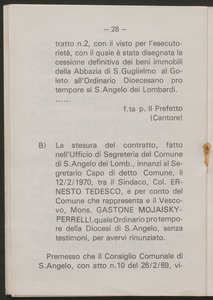 — 28 —
tratto n.2, con il visto per l'esecuto-
rietà, con il quale è stata disegnata la
cessione definitiva dei beni immobili
della Abbazia di S.Guglielmo al Go-
leto all'Ordinario Dioecesano pro
tempore si S.Angelo dei Lombardi.
......
f.ta p. Il Prefetto
(Cantore)
B) La stesura del contratto, fatto
nell'Ufficio di Segreteria del Comune
di S.Angelo dei Lomb., innanzi al Se-
gretario Capo di detto Comune, il
12/2/1970, tra il Sindaco, Col. ER-
NESTO TEDESCO, e per conto del
Comune che rappresenta e il Vesco-
vo, Mons. GASTONE MOJAISKY-
PERRELLI, quale Ordinario pro tempo-
re della Diocesi di S.Angelo, senza
testimoni, per avervi rinunziato.
Premesso che il Consiglio Comunale di
S.Angelo, con atto n.10 del 26/2/69, vi-